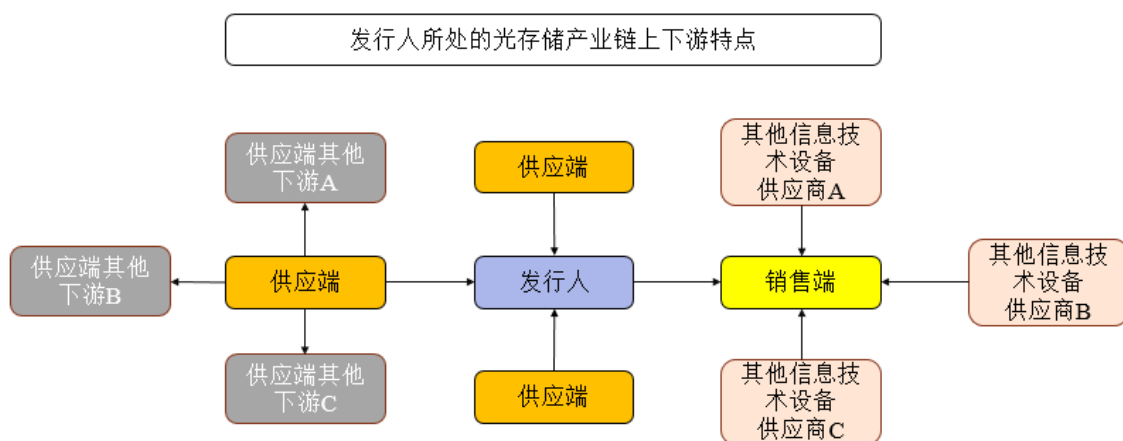 发行人所处的光存储产业链上下游特点
供应端其他
下游A
供应端
其他信息技
术设备
供应商A
供应端其他
下游B
供应端
发行人
销售端
其他信息技
术设备
供应商B
供应端其他
下游C
供应端
其他信息技
术设备
供应商C